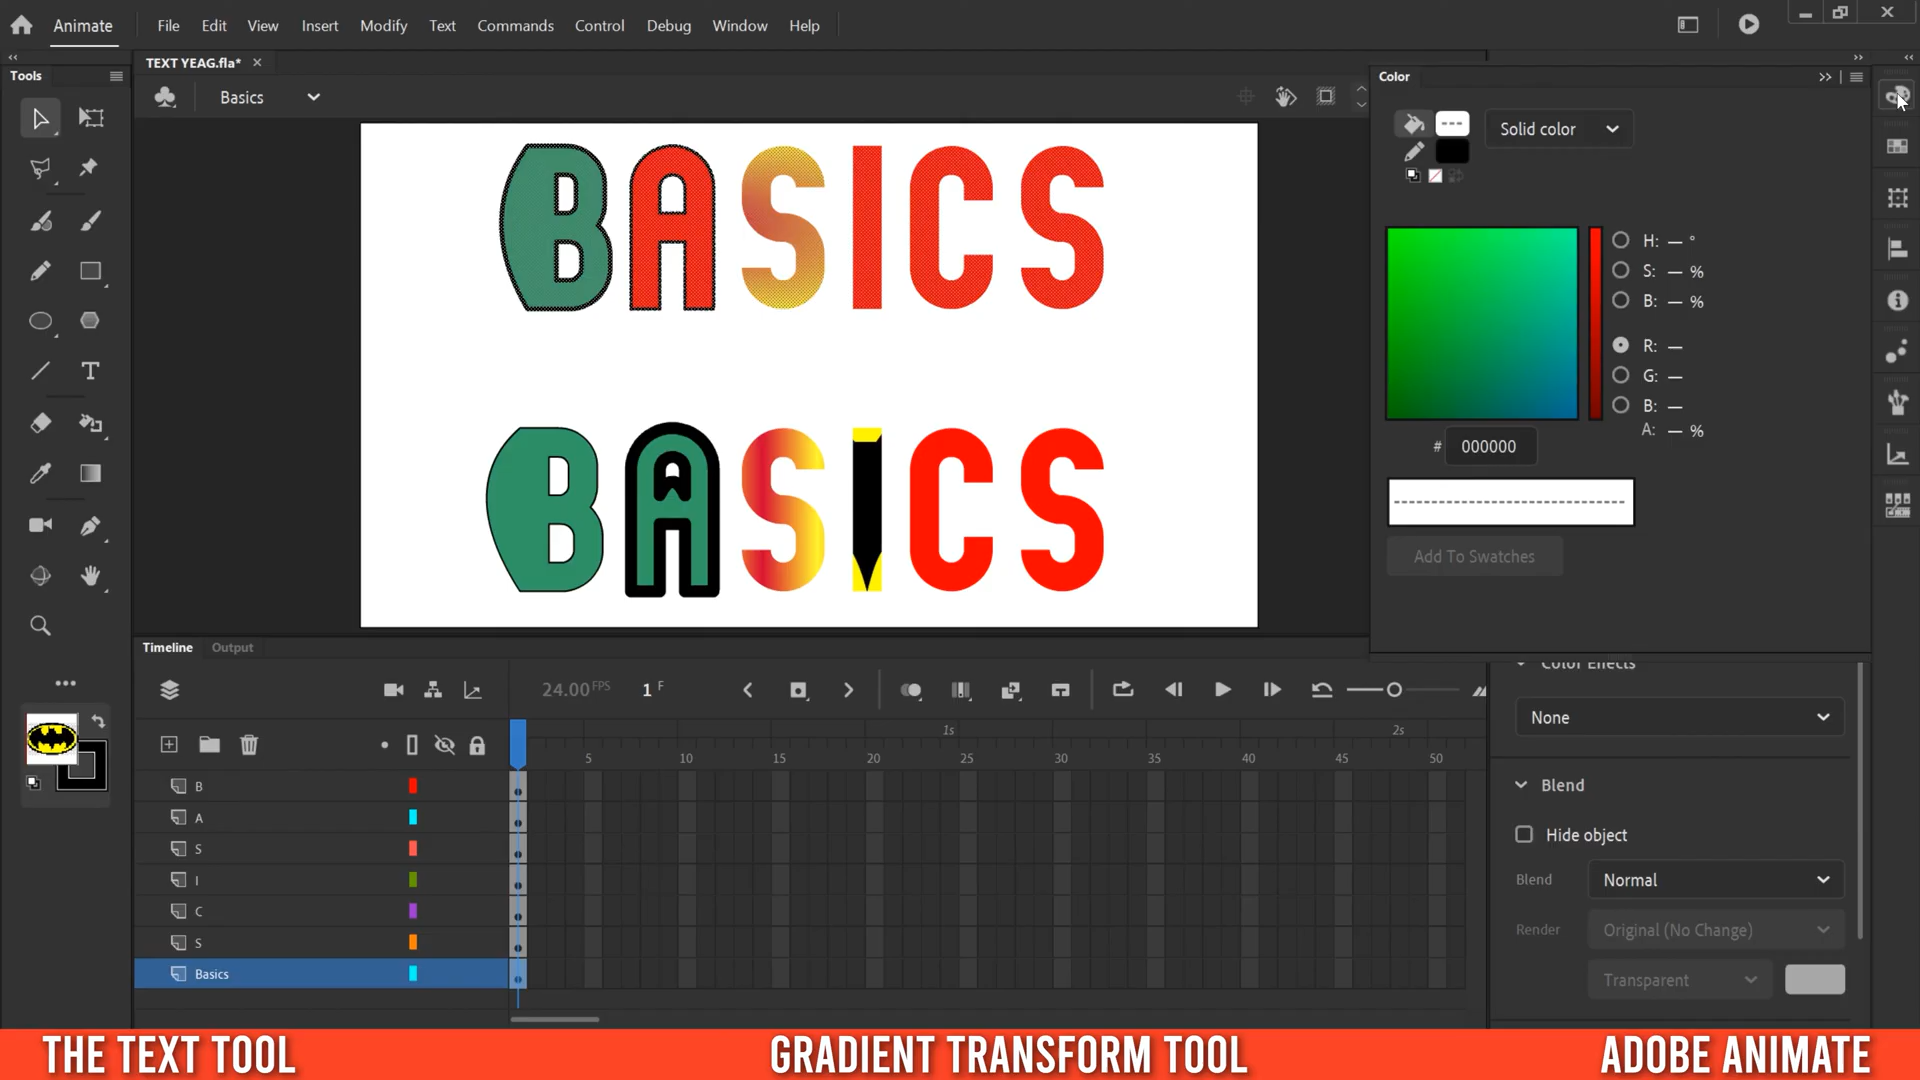 Animate File Edit View Insert Modify Text Commands Control Debug Window Help
Tools
TEXT YEAG.fla*
Basics
Color
Solid color
H: — °
S: — %
B: — %
R: —
G: —
B: —
A: — %
# 000000
Add To Swatches
BASICS
BASICS
Timeline Output
24.00 FPS 1 F
1s 2s
5 10 15 20 25 30 35 40 45 50
B
A
S
I
C
S
Basics
Color Effects
None
Blend
Hide object
Blend Normal
Render Original (No Change)
Transparent
THE TEXT TOOL GRADIENT TRANSFORM TOOL ADOBE ANIMATE